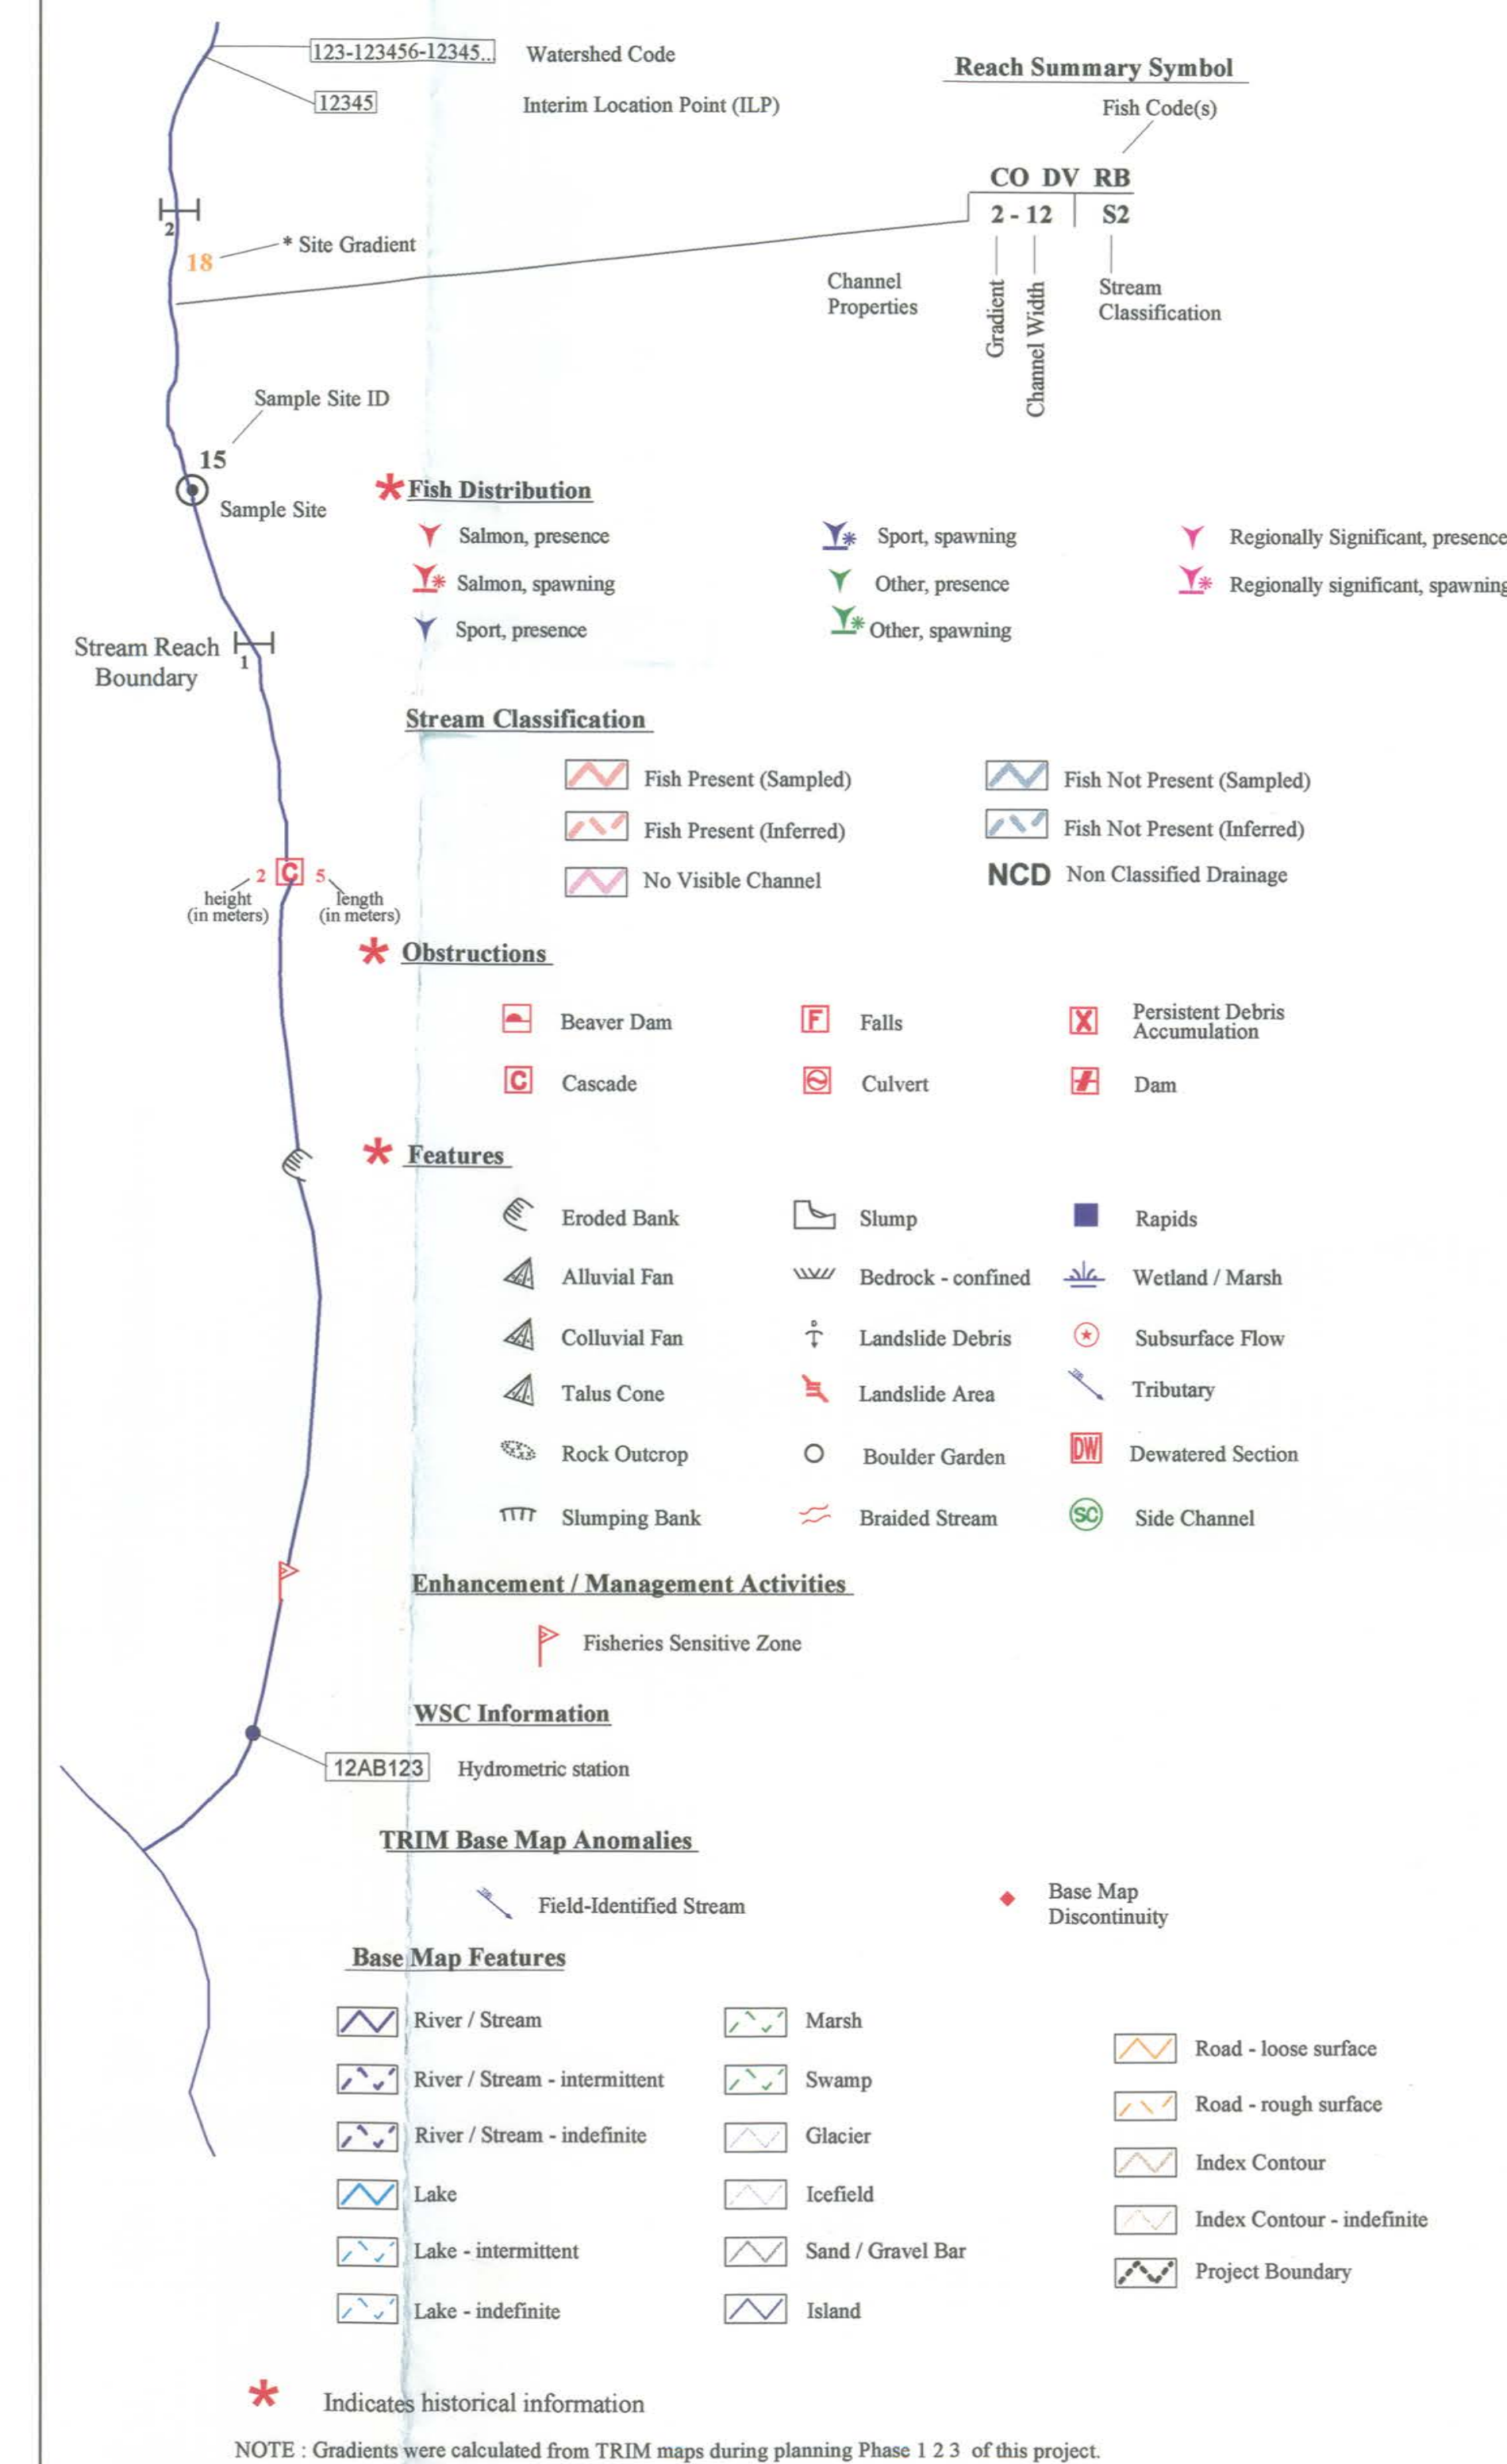 123-123456-12345.. Watershed Code
12345 Interim Location Point (ILP)
Reach Summary Symbol
Fish Code(s)
CO DV RB
2 - 12 S2
Channel
Properties
Gradient
Channel Width
Stream
Classification
2
18 * Site Gradient
Sample Site ID
15
Sample Site
* Fish Distribution
Salmon, presence Sport, spawning Regionally Significant, presence
Salmon, spawning Other, presence Regionally significant, spawning
Sport, presence Other, spawning
Stream Reach
Boundary
1
Stream Classification
Fish Present (Sampled) Fish Not Present (Sampled)
Fish Present (Inferred) Fish Not Present (Inferred)
No Visible Channel NCD Non Classified Drainage
2 C 5
height
(in meters)
length
(in meters)
* Obstructions
Beaver Dam F Falls X Persistent Debris
Accumulation
C Cascade Culvert Dam
* Features
Eroded Bank Slump Rapids
Alluvial Fan Bedrock - confined Wetland / Marsh
Colluvial Fan D Landslide Debris Subsurface Flow
Talus Cone Landslide Area Tributary
Rock Outcrop Boulder Garden DW Dewatered Section
Slumping Bank Braided Stream SC Side Channel
Enhancement / Management Activities
Fisheries Sensitive Zone
WSC Information
12AB123 Hydrometric station
TRIM Base Map Anomalies
Field-Identified Stream
Base Map
Discontinuity
Base Map Features
River / Stream Marsh
Road - loose surface
River / Stream - intermittent Swamp
Road - rough surface
River / Stream - indefinite Glacier
Index Contour
Lake Icefield
Index Contour - indefinite
Lake - intermittent Sand / Gravel Bar
Project Boundary
Lake - indefinite Island
* Indicates historical information
NOTE : Gradients were calculated from TRIM maps during planning Phase 1 2 3 of this project.